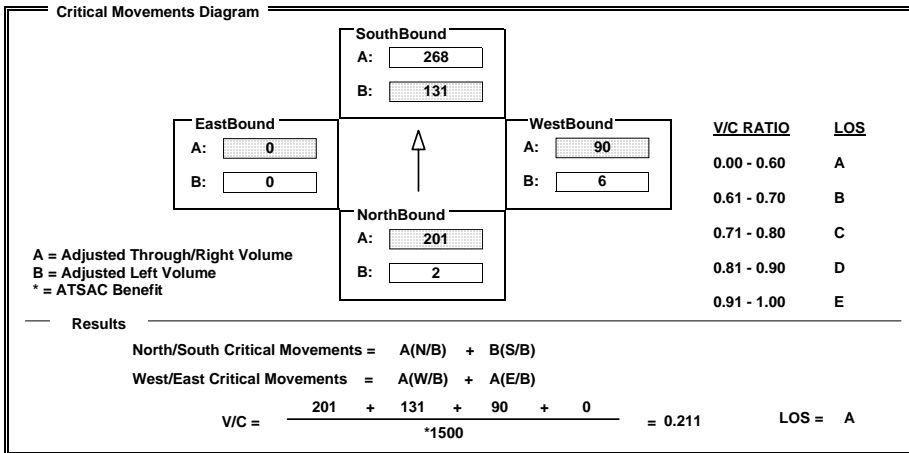 Critical Movements Diagram
SouthBound
A: 268
B: 131
EastBound
A: 0
B: 0
WestBound
A: 90
B: 6
NorthBound
A: 201
B: 2
V/C RATIO LOS
0.00 - 0.60 A
0.61 - 0.70 B
0.71 - 0.80 C
0.81 - 0.90 D
0.91 - 1.00 E
A = Adjusted Through/Right Volume
B = Adjusted Left Volume
* = ATSAC Benefit
Results
North/South Critical Movements = A(N/B) + B(S/B)
West/East Critical Movements = A(W/B) + A(E/B)
201 + 131 + 90 + 0
V/C = = 0.211 LOS = A
*1500